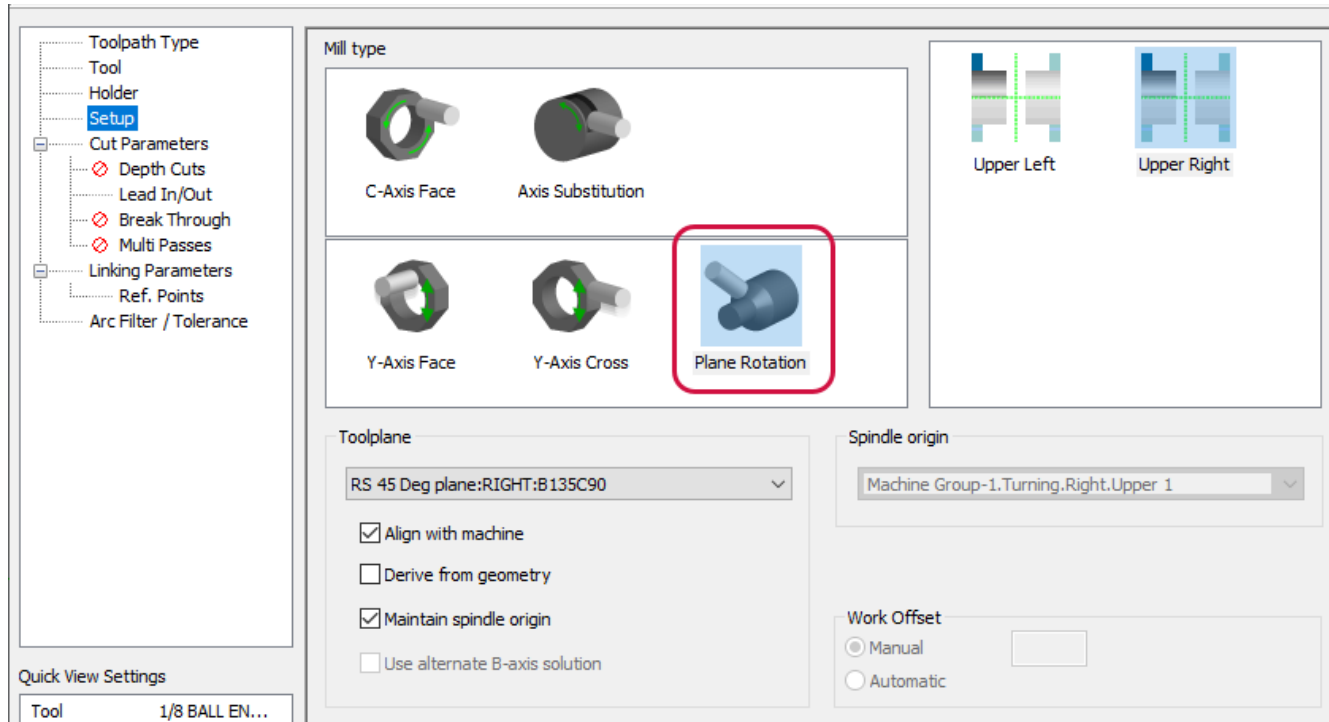 Toolpath Type
Tool
Holder
Setup
Cut Parameters
Depth Cuts
Lead In/Out
Break Through
Multi Passes
Linking Parameters
Ref. Points
Arc Filter / Tolerance
Quick View Settings
Tool 1/8 BALL EN...
Mill type
C-Axis Face
Axis Substitution
Y-Axis Face
Y-Axis Cross
Plane Rotation
Upper Left
Upper Right
Toolplane
RS 45 Deg plane:RIGHT:B135C90
Align with machine
Derive from geometry
Maintain spindle origin
Use alternate B-axis solution
Spindle origin
Machine Group-1.Turning.Right.Upper 1
Work Offset
Manual
Automatic